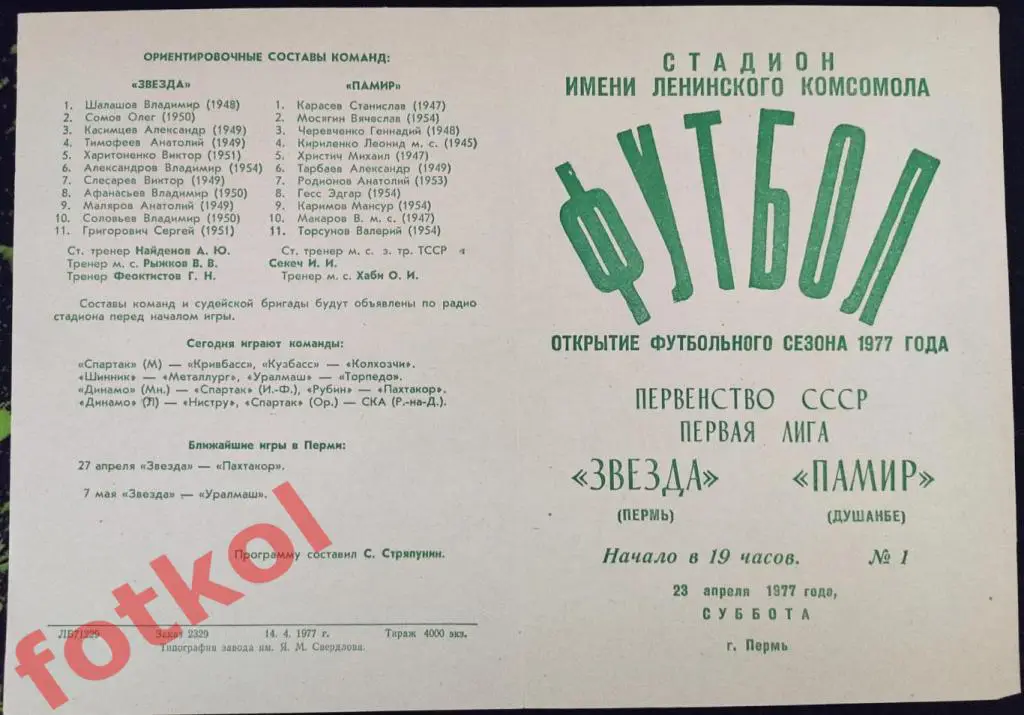 ОРИЕНТИРОВОЧНЫЕ СОСТАВЫ КОМАНД:
«ЗВЕЗДА»
1. Шалашов Владимир (1948)
2. Сомов Олег (1950)
3. Касимцев Александр (1949)
4. Тимофеев Анатолий (1949)
5. Харитоненко Виктор (1951)
6. Александров Владимир (1954)
7. Слесарев Виктор (1949)
8. Афанасьев Владимир (1950)
9. Маляров Анатолий (1949)
10. Соловьев Владимир (1950)
11. Григорович Сергей (1951)
Ст. тренер Найденов А. Ю.
Тренер м. с. Рыжков В. В.
Тренер Феоктистов Г. Н.
«ПАМИР»
1. Карасев Станислав (1947)
2. Мосягин Вячеслав (1954)
3. Черевченко Геннадий (1948)
4. Кириленко Леонид м. с. (1945)
5. Христич Михаил (1947)
6. Тарбаев Александр (1949)
7. Родионов Анатолий (1953)
8. Гесс Эдгар (1954)
9. Каримов Мансур (1954)
10. Макаров В. м. с. (1947)
11. Торсунов Валерий (1954)
Ст. тренер м. с. з. тр. ТССР
Секеч И. И.
Тренер м. с. Хаби О. И.
Составы команд и судейской бригады будут объявлены по радио
стадиона перед началом игры.
Сегодня играют команды:
«Спартак» (М) — «Кривбасс», «Кузбасс» — «Колхозчи».
«Шинник» — «Металлург», «Уралмаш» — «Торпедо».
«Динамо» (Мн.) — «Спартак» (И.-Ф.), «Рубин» — «Пахтакор».
«Динамо» (Л) — «Нистру», «Спартак» (Ор.) — СКА (Р.-на-Д.).
Ближайшие игры в Перми:
27 апреля «Звезда» — «Пахтакор».
7 мая «Звезда» — «Уралмаш».
Программу составил С. Стряпунин.
ЛБ71229 Заказ 2329 14. 4. 1977 г. Тираж 4000 экз.
Типография завода им. Я. М. Свердлова.
СТАДИОН
ИМЕНИ ЛЕНИНСКОГО КОМСОМОЛА
ФУТБОЛ
ОТКРЫТИЕ ФУТБОЛЬНОГО СЕЗОНА 1977 ГОДА
ПЕРВЕНСТВО СССР
ПЕРВАЯ ЛИГА
«ЗВЕЗДА» «ПАМИР»
(ПЕРМЬ) (ДУШАНБЕ)
Начало в 19 часов. № 1
23 апреля 1977 года,
СУББОТА
г. Пермь
fotkol